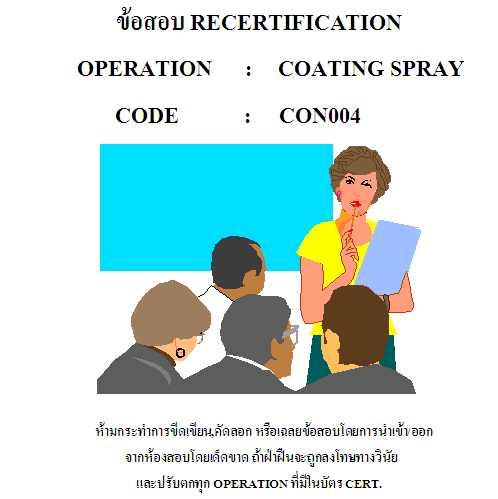 ข้อสอบ RECERTIFICATION
OPERATION : COATING SPRAY
CODE : CON004
ห้ามกระทำการขีดเขียน,คัดลอก หรือเฉลยข้อสอบโดยการนำเข้า/ออก
จากห้องสอบโดยเด็ดขาด ถ้าฝ่าฝืนจะถูกลงโทษทางวินัย
และปรับตกทุก OPERATION ที่มีในบัตร CERT.